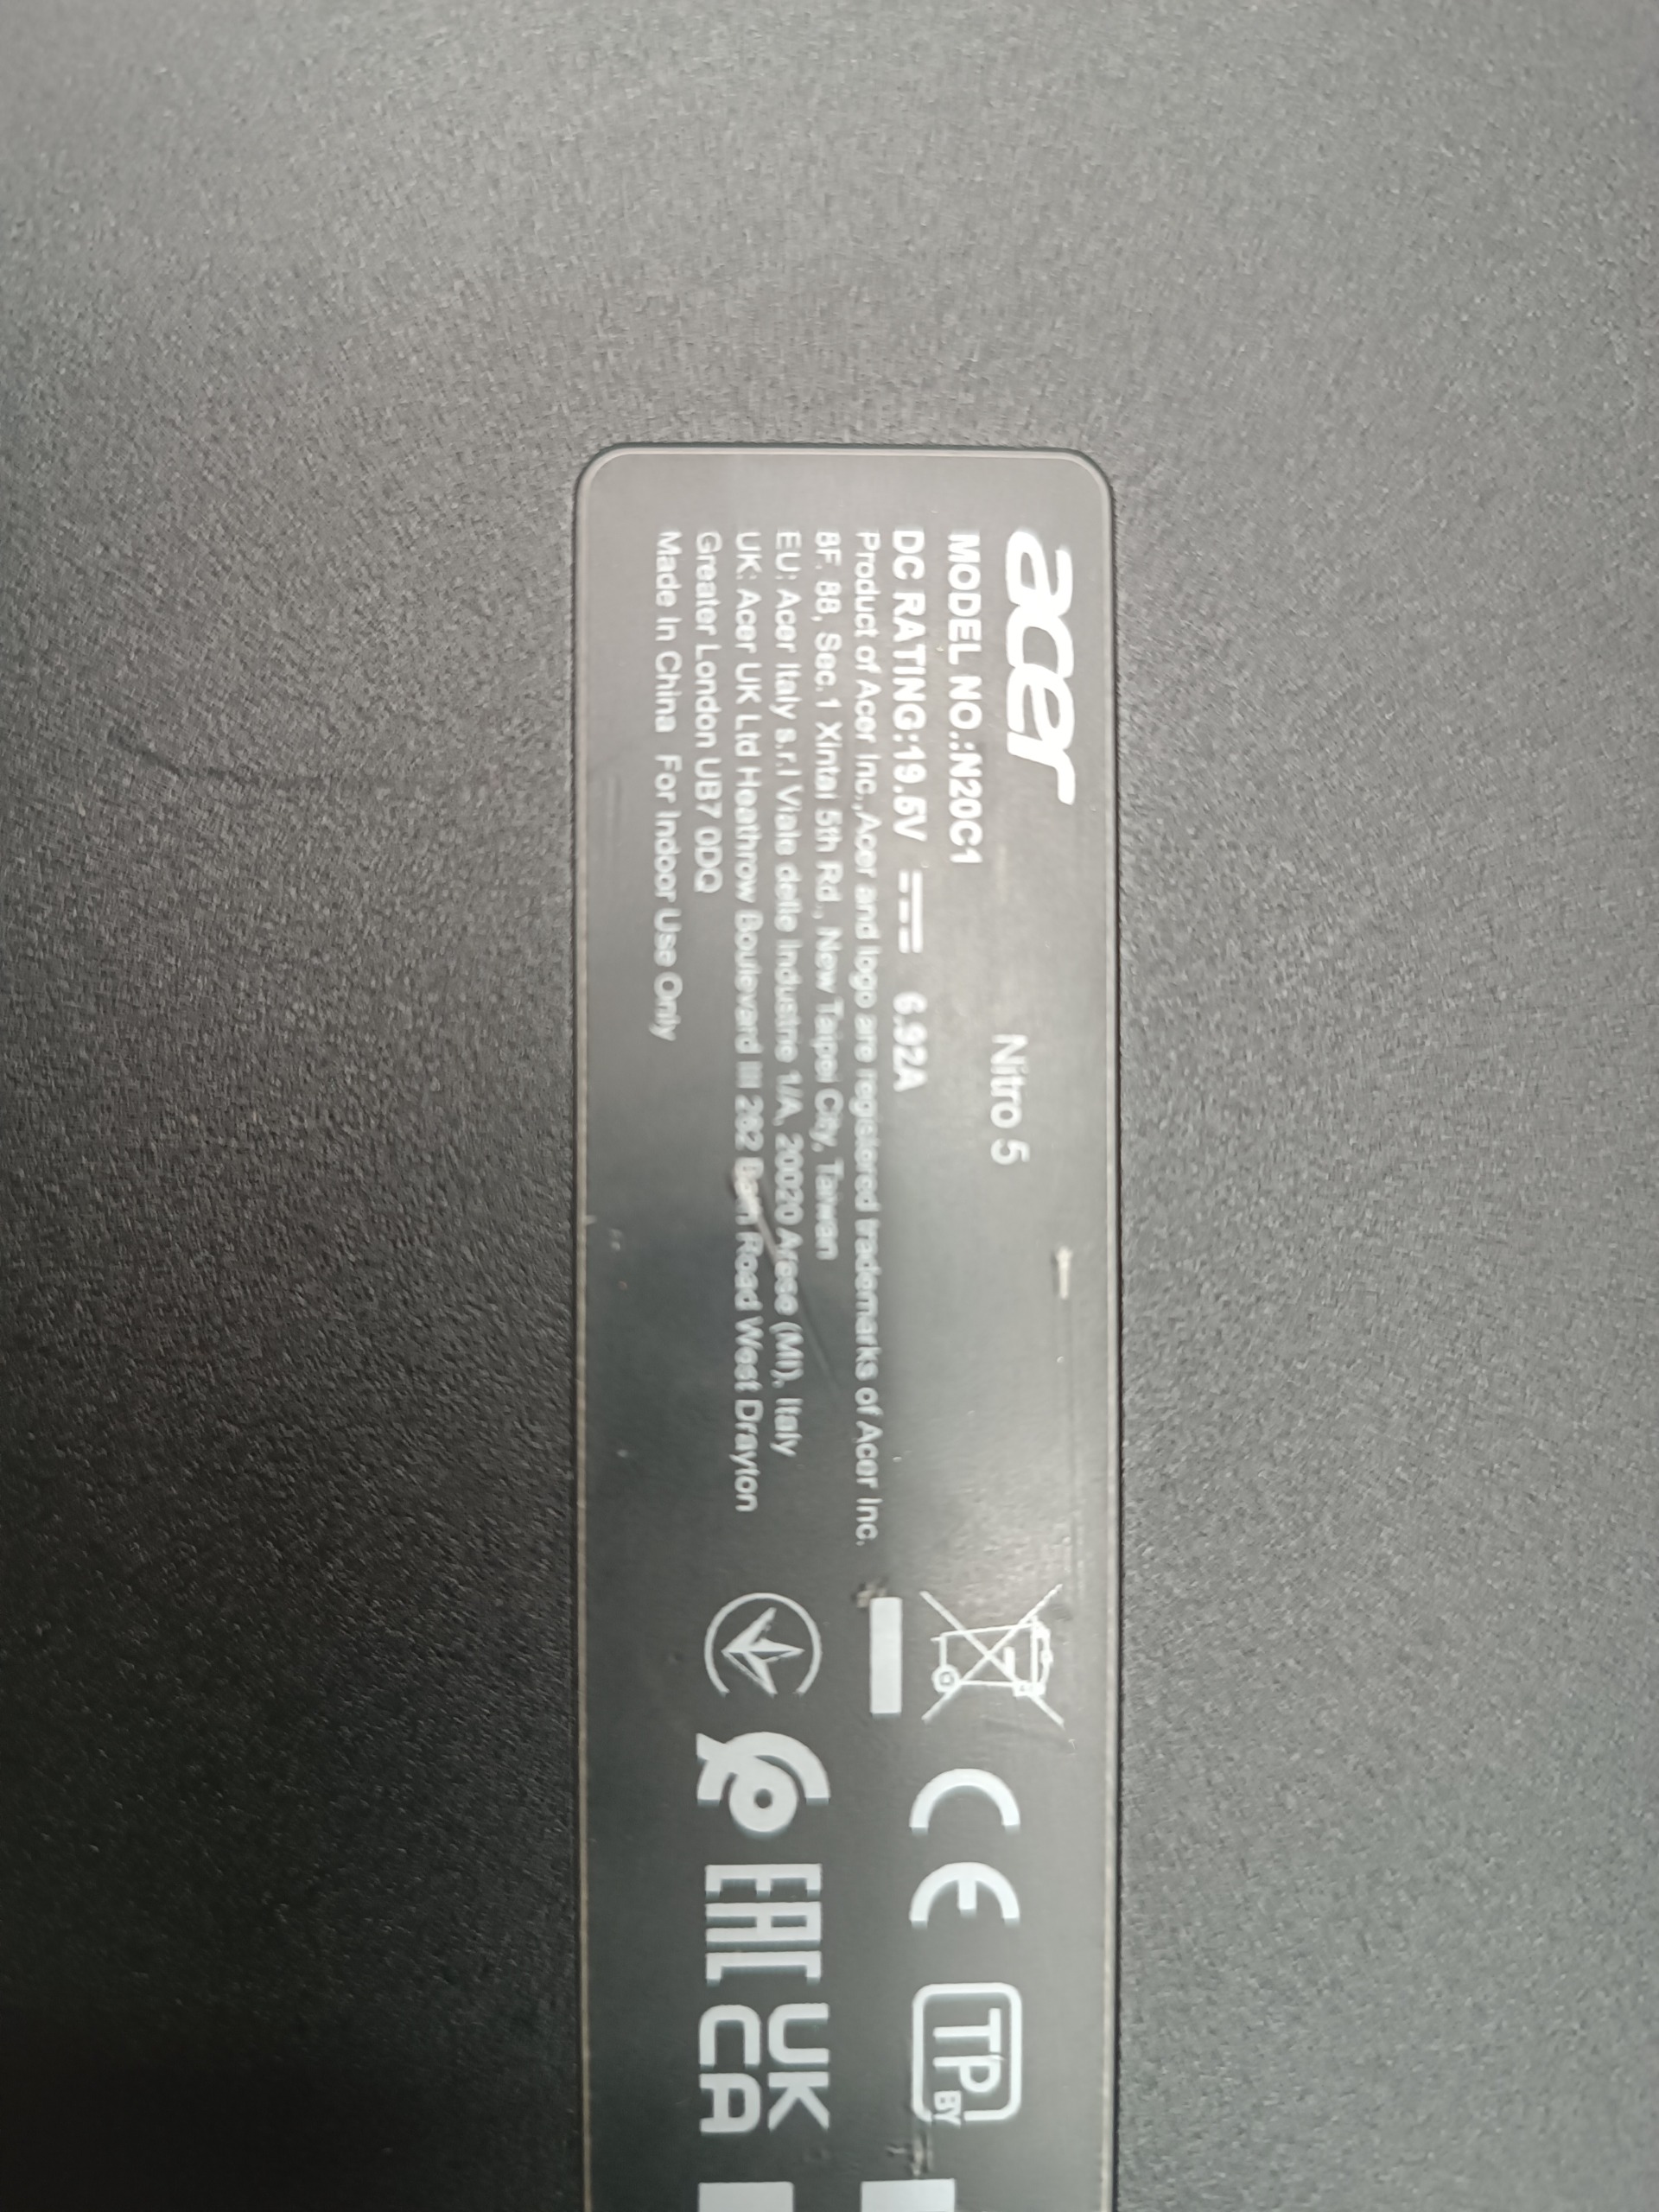 acer
Nitro 5
MODEL NO.:N20C1
DC RATING:19.5V 6.92A
Product of Acer Inc.,Acer and logo are registered trademarks of Acer Inc.
8F, 88, Sec.1 Xintai 5th Rd., New Taipei City, Taiwan
EU: Acer Italy s.r.l Viale delle Industrie 1/A, 20020 Arese (MI), Italy
UK: Acer UK Ltd Heathrow Boulevard III 282 Bath Road West Drayton
Greater London UB7 0DQ
Made In China For Indoor Use Only
CE
TP BY
EAC
UK
CA